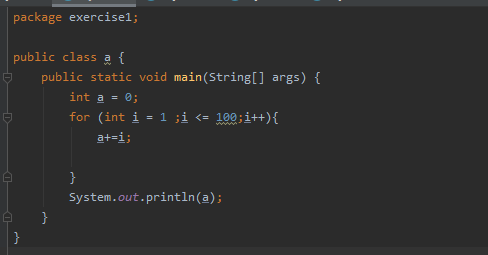 package exercise1;
public class a {
public static void main(String[] args) {
int a = 0;
for (int i = 1 ;i <= 100;i++){
a+=i;
}
System.out.println(a);
}
}